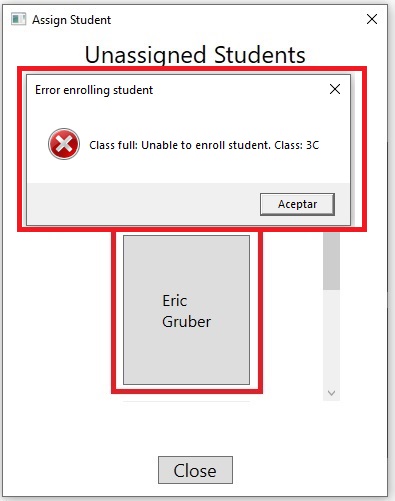 Assign Student
Unassigned Students
Error enrolling student
Class full: Unable to enroll student. Class: 3C
Aceptar
Eric
Gruber
Close